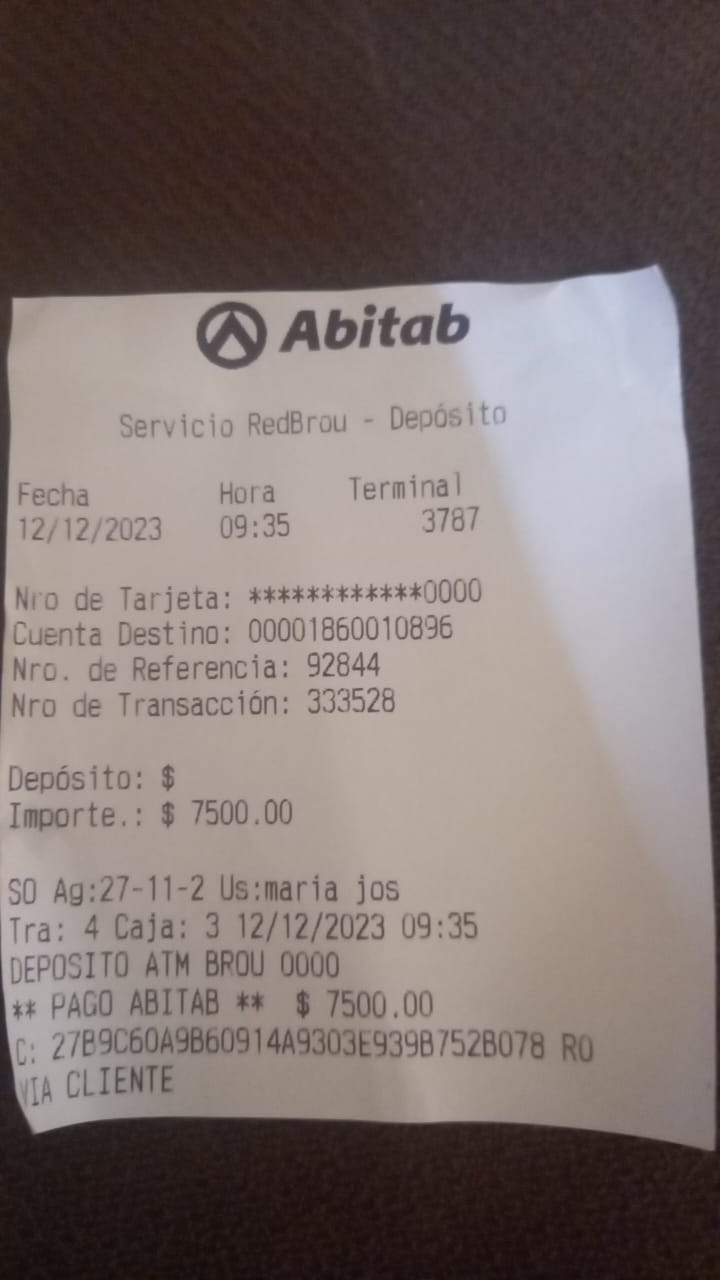 Abitab
Servicio RedBrou - Depósito
Fecha Hora Terminal
12/12/2023 09:35 3787
Nro de Tarjeta: ************0000
Cuenta Destino: 00001860010896
Nro. de Referencia: 92844
Nro de Transacción: 333528
Depósito: $
Importe.: $ 7500.00
SO Ag:27-11-2 Us:maria jos
Tra: 4 Caja: 3 12/12/2023 09:35
DEPOSITO ATM BROU 0000
** PAGO ABITAB ** $ 7500.00
C: 27B9C60A9B60914A9303E939B752B078 RO
VIA CLIENTE